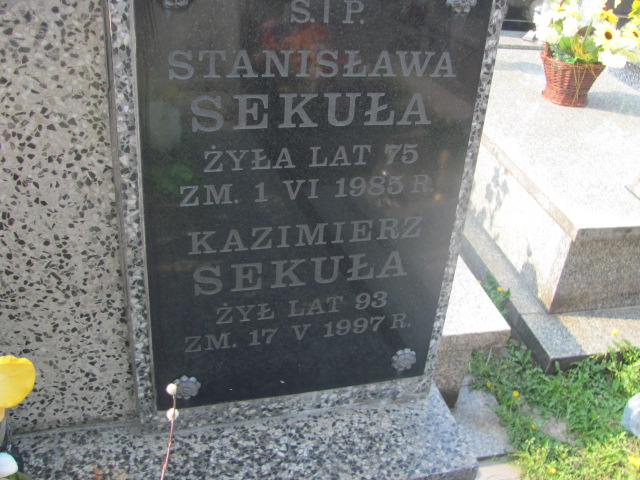 Ś. † P.
STANISŁAWA
SEKUŁA
ŻYŁA LAT 75
ZM. 1 VI 1985 R.
KAZIMIERZ
SEKUŁA
ŻYŁ LAT 93
ZM. 17 V 1997 R.